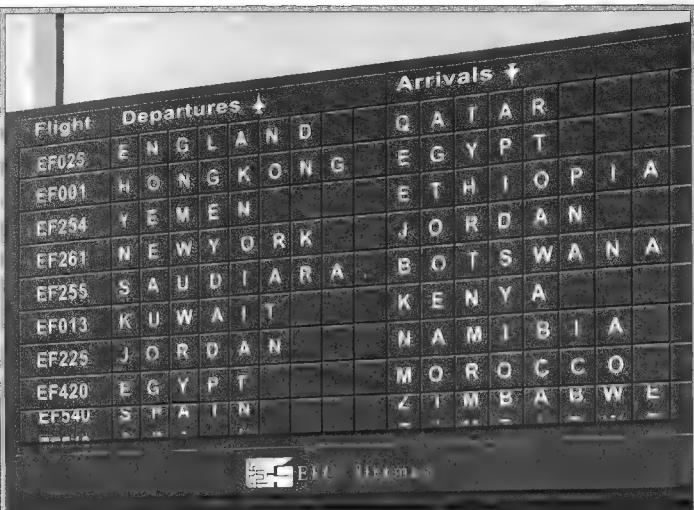 Flight Departures Arrivals
EF025 ENGLAND QATAR
EF001 HONGKONG EGYPT
EF254 YEMEN ETHIOPIA
EF261 NEWYORK JORDAN
EF255 SAUDIARA. BOTSWANA
EF013 KUWAIT KENYA
EF225 JORDAN NAMIBIA
EF420 EGYPT MOROCCO
EF540 SPAIN ZIMBABWE